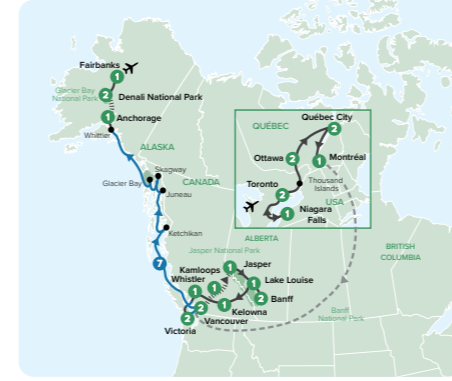 Fairbanks
1
Glacier Bay
National Park
2
Denali National Park
1
Anchorage
Whittier
ALASKA
Skagway
Glacier Bay
CANADA
Juneau
Ketchikan
7
QUÉBEC
Québec City
2
Ottawa
2
1
Montréal
Toronto
2
Thousand
Islands
USA
1
Niagara
Falls
ALBERTA
BRITISH
COLUMBIA
Jasper National Park
Jasper
1
Kamloops
1
Whistler
1
Lake Louise
1
2
Banff
1
Kelowna
2
Vancouver
2
Victoria
Banff
National Park